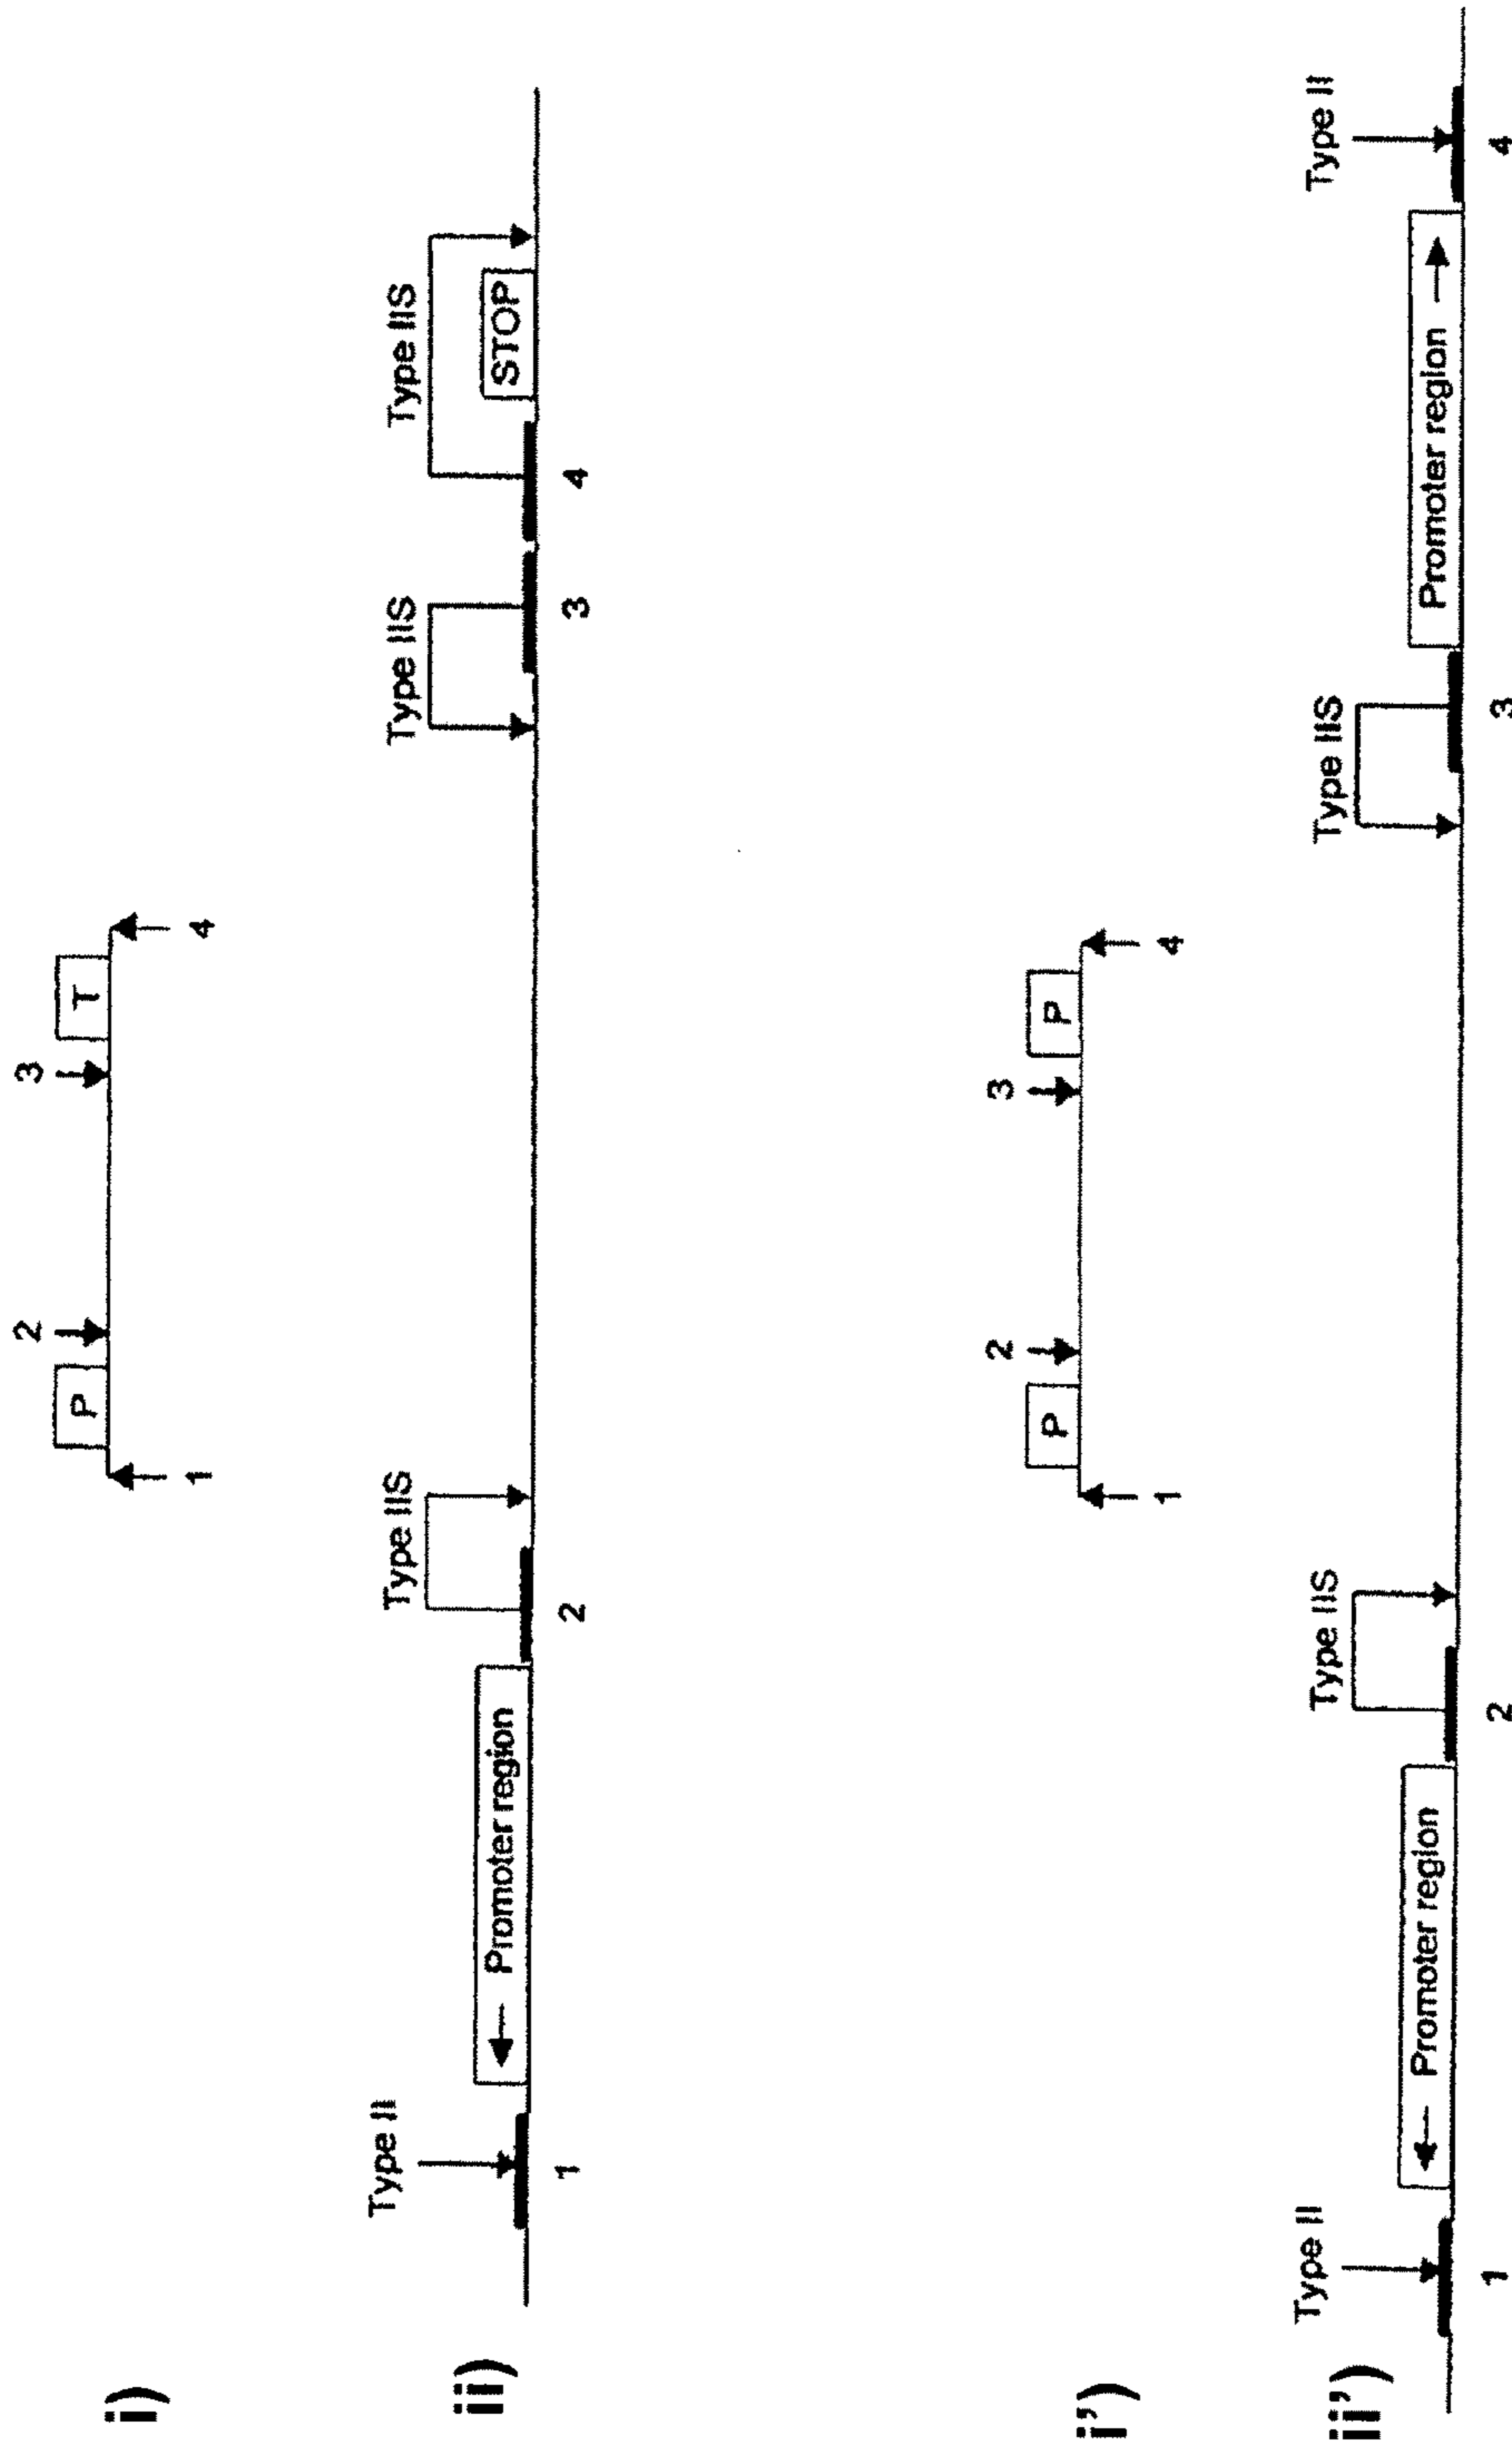 i)
2 3
P T
1 4
ii)
Type II Type IIS Type IIS Type IIS
← Promoter region STOP
1 2 3 4
i')
2 3
P P
1 4
ii')
Type II Type IIS Type IIS Type II
← Promoter region Promoter region →
1 2 3 4